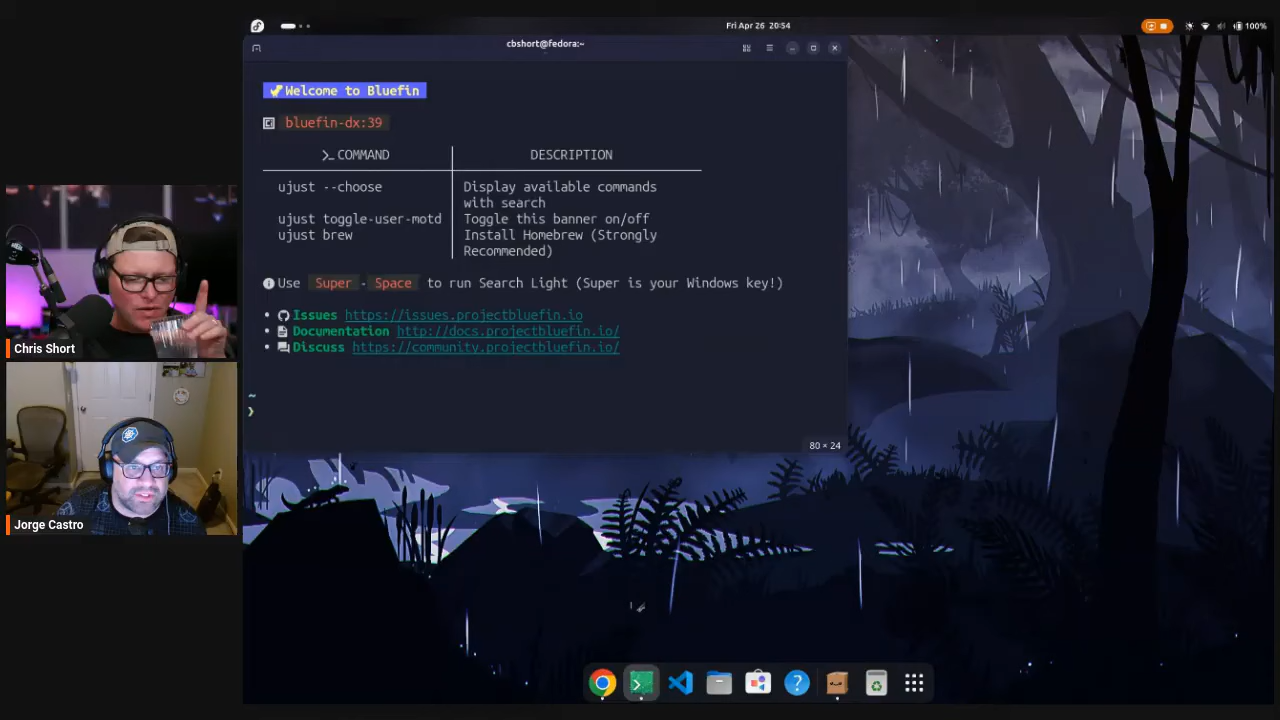 Fri Apr 26 20:54
100%
cbshort@fedora:~
Welcome to Bluefin
bluefin-dx:39
COMMAND DESCRIPTION
ujust --choose Display available commands
with search
ujust toggle-user-motd Toggle this banner on/off
ujust brew Install Homebrew (Strongly
Recommended)
Use Super - Space to run Search Light (Super is your Windows key!)
• Issues https://issues.projectbluefin.io
• Documentation http://docs.projectbluefin.io/
• Discuss https://community.projectbluefin.io/
~
❯
80 × 24
Chris Short
Jorge Castro